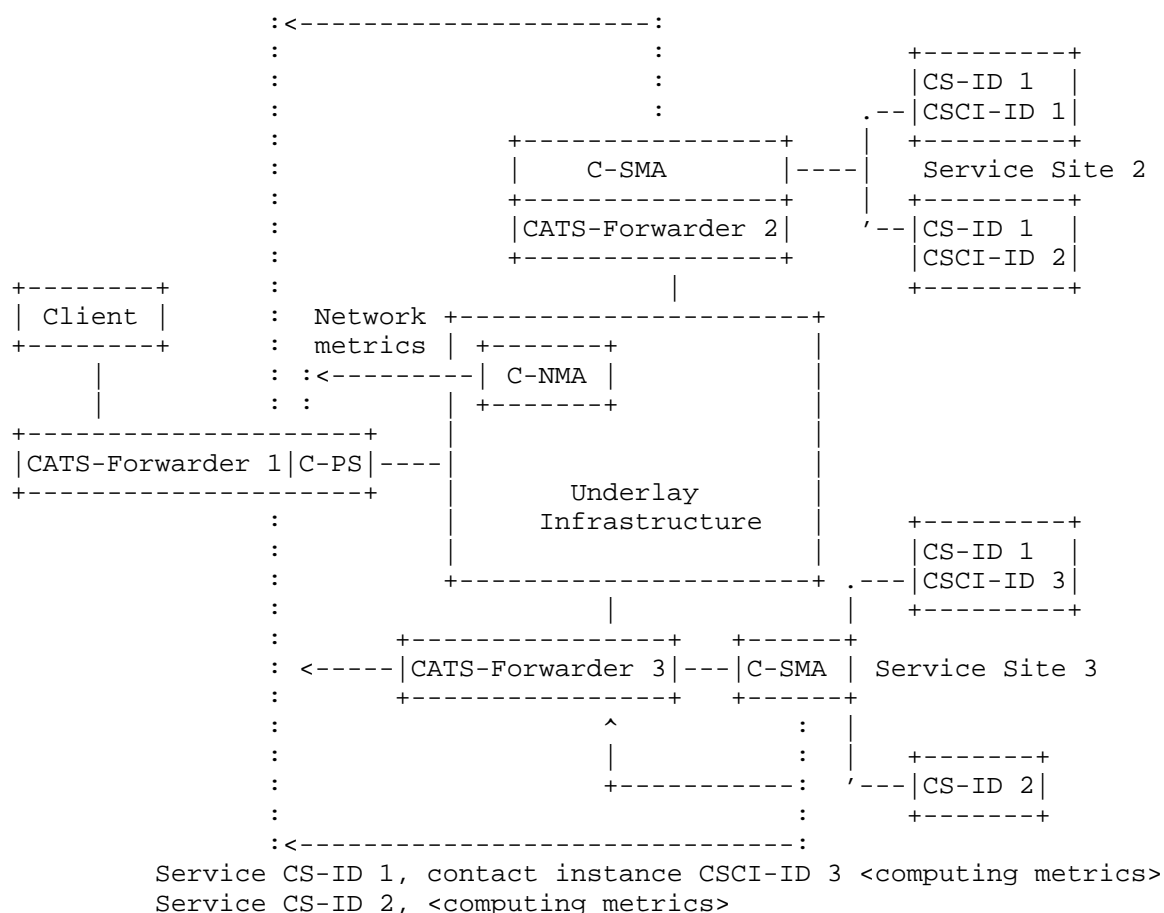 CS-ID 1
CSCI-ID 1
C-SMA
Service Site 2
CATS-Forwarder 2
CS-ID 1
CSCI-ID 2
Client
Network
metrics
C-NMA
CATS-Forwarder 1 C-PS
Underlay
Infrastructure
CS-ID 1
CSCI-ID 3
CATS-Forwarder 3
C-SMA
Service Site 3
CS-ID 2
Service CS-ID 1, contact instance CSCI-ID 3 <computing metrics>
Service CS-ID 2, <computing metrics>